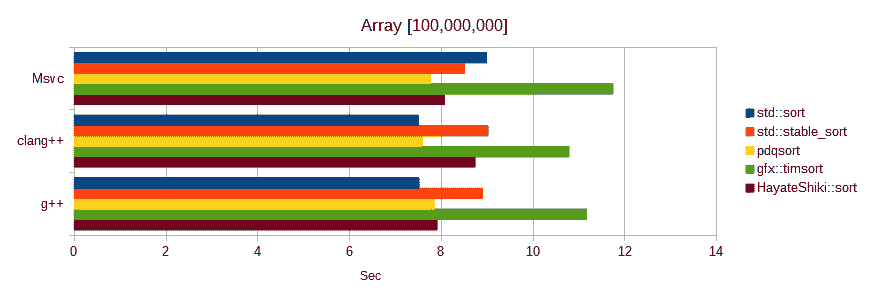 Array [100,000,000]
Msvc
clang++
g++
0 2 4 6 8 10 12 14
Sec
std::sort
std::stable_sort
pdqsort
gfx::timsort
HayateShiki::sort